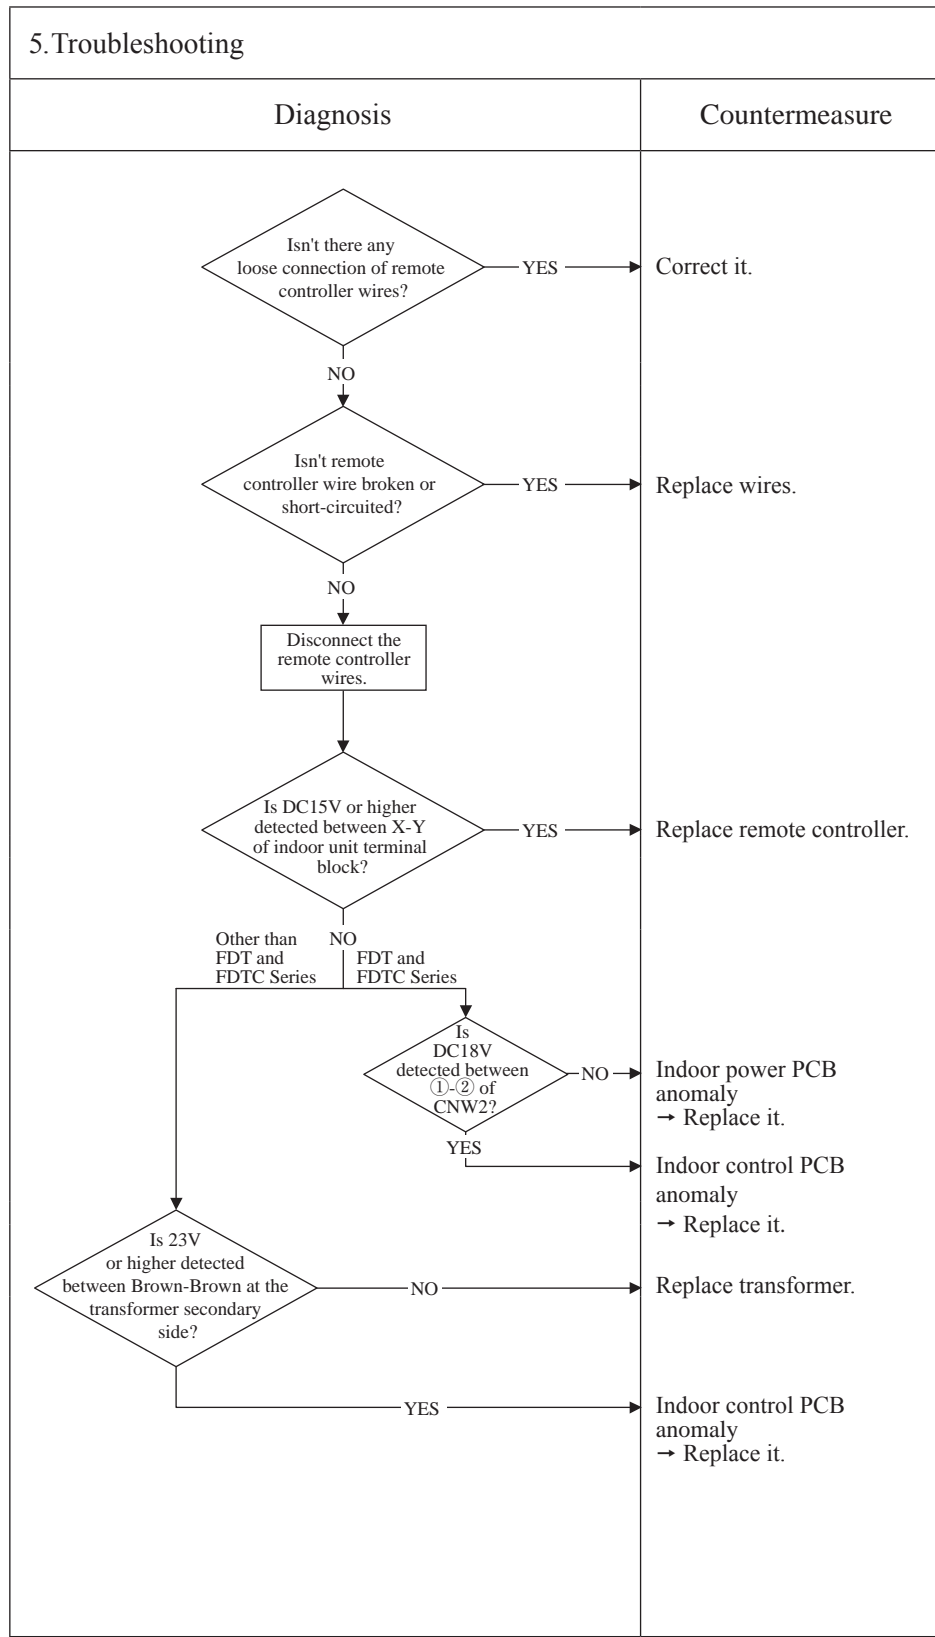 5.Troubleshooting
Diagnosis
Countermeasure
Isn't there any
loose connection of remote
controller wires?
YES
Correct it.
NO
Isn't remote
controller wire broken or
short-circuited?
YES
Replace wires.
NO
Disconnect the
remote controller
wires.
Is DC15V or higher
detected between X-Y
of indoor unit terminal
block?
YES
Replace remote controller.
NO
Other than
FDT and
FDTC Series
FDT and
FDTC Series
Is
DC18V
detected between
①-② of
CNW2?
NO
Indoor power PCB
anomaly
→ Replace it.
YES
Indoor control PCB
anomaly
→ Replace it.
Is 23V
or higher detected
between Brown-Brown at the
transformer secondary
side?
NO
Replace transformer.
YES
Indoor control PCB
anomaly
→ Replace it.